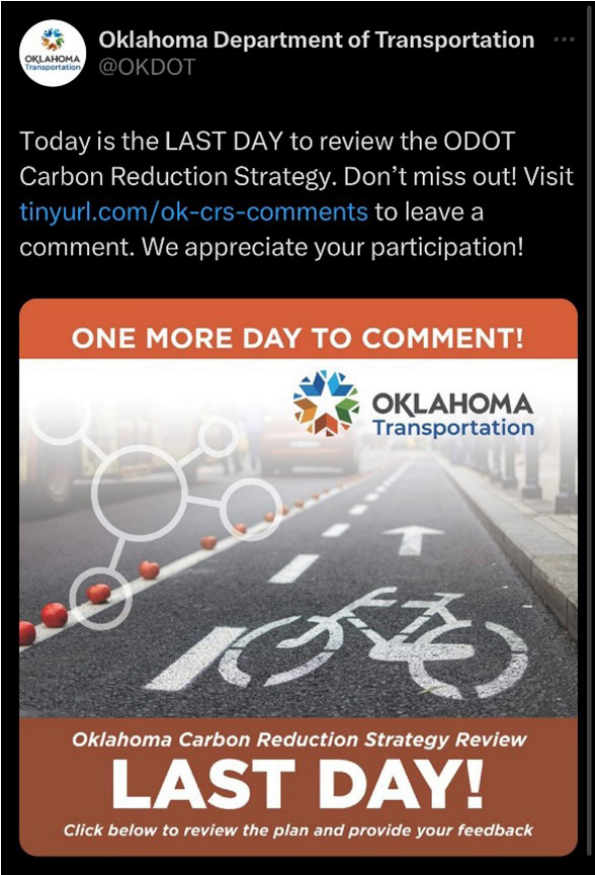 OKLAHOMA
Transportation
Oklahoma Department of Transportation
@OKDOT
Today is the LAST DAY to review the ODOT
Carbon Reduction Strategy. Don’t miss out! Visit
tinyurl.com/ok-crs-comments to leave a
comment. We appreciate your participation!
ONE MORE DAY TO COMMENT!
OKLAHOMA
Transportation
Oklahoma Carbon Reduction Strategy Review
LAST DAY!
Click below to review the plan and provide your feedback